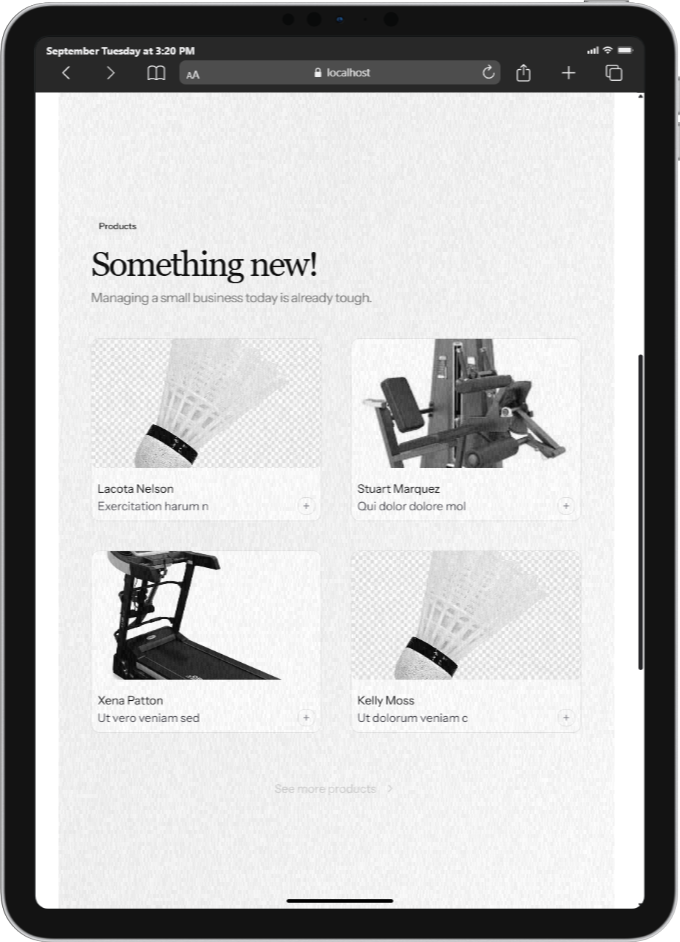 September Tuesday at 3:20 PM
AA
localhost
Products
Something new!
Managing a small business today is already tough.
Lacota Nelson
Exercitation harum n
+
Stuart Marquez
Qui dolor dolore mol
+
Xena Patton
Ut vero veniam sed
+
Kelly Moss
Ut dolorum veniam c
+
See more products